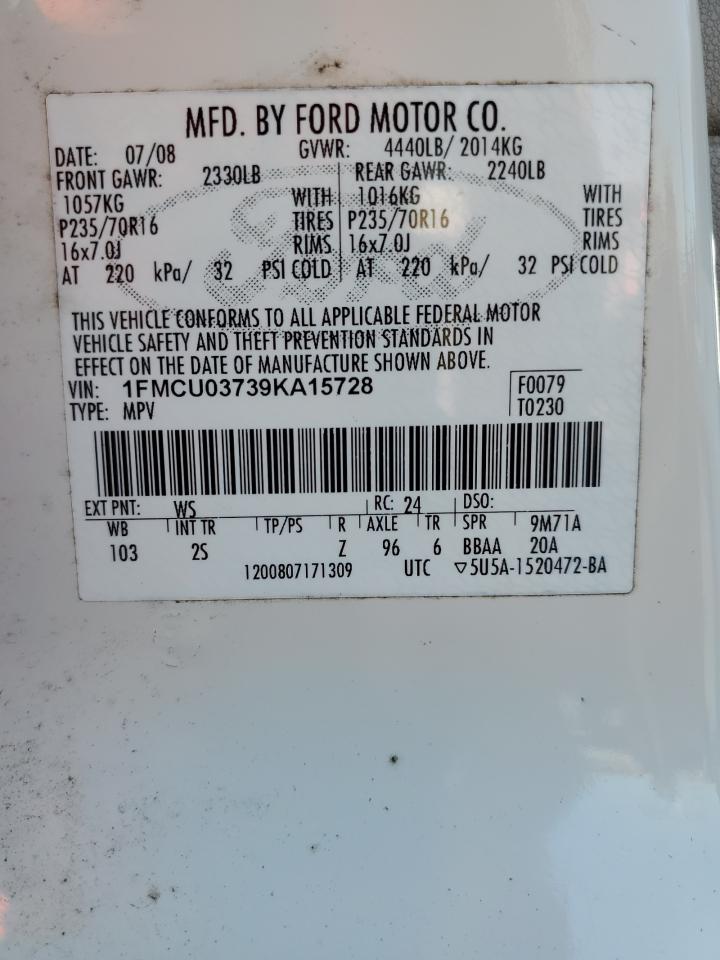 MFD. BY FORD MOTOR CO.
DATE: 07/08 GVWR: 4440LB/ 2014KG
FRONT GAWR: 2330LB REAR GAWR: 2240LB
1057KG WITH 1016KG WITH
P235/70R16 TIRES P235/70R16 TIRES
16x7.0J RIMS 16x7.0J RIMS
AT 220 kPa/ 32 PSI COLD AT 220 kPa/ 32 PSI COLD
Ford
THIS VEHICLE CONFORMS TO ALL APPLICABLE FEDERAL MOTOR
VEHICLE SAFETY AND THEFT PREVENTION STANDARDS IN
EFFECT ON THE DATE OF MANUFACTURE SHOWN ABOVE.
VIN: 1FMCU03739KA15728 F0079
TYPE: MPV T0230
EXT PNT: WS RC: 24 DSO:
WB INT TR TP/PS R AXLE TR SPR 9M71A
103 2S Z 96 6 BBAA 20A
1200807171309 UTC ▽5U5A-1520472-BA